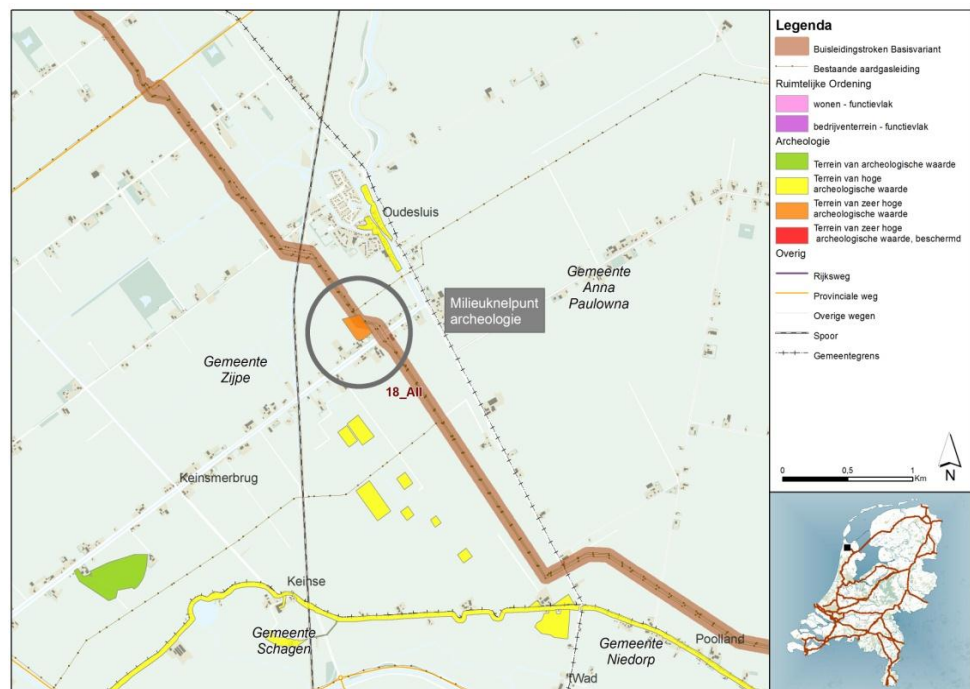 Oudesluis
Gemeente
Anna
Paulowna
Milieuknelpunt
archeologie
Gemeente
Zijpe
18_All
Keinsmerbrug
Keinse
Gemeente
Schagen
Gemeente
Niedorp
Poolland
't Wad
Legenda
Buisleidingstroken Basisvariant
Bestaande aardgasleiding
Ruimtelijke Ordening
wonen - functievlak
bedrijventerrein - functievlak
Archeologie
Terrein van archeologische waarde
Terrein van hoge
archeologische waarde
Terrein van zeer hoge
archeologische waarde
Terrein van zeer hoge
archeologische waarde, beschermd
Overig
Rijksweg
Provinciale weg
Overige wegen
Spoor
Gemeentegrens
0 0,5 1
Km
N